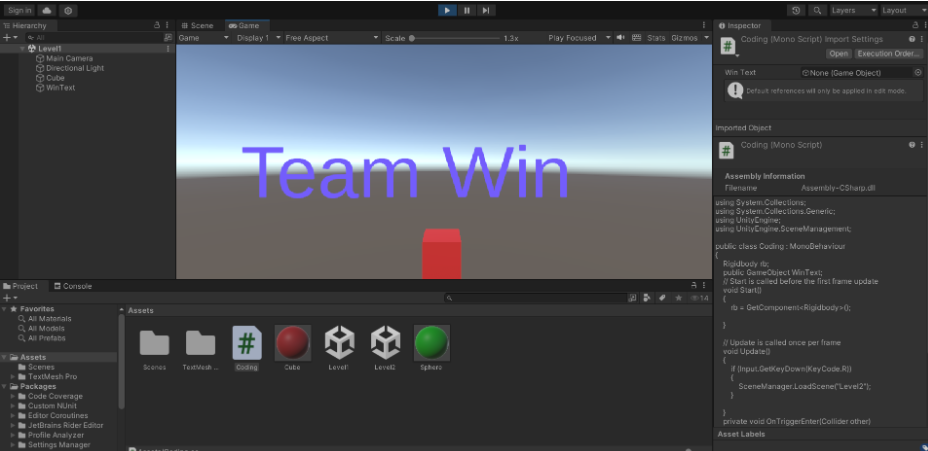 Sign in
Layers
Layout
Hierarchy
All
Level1
Main Camera
Directional Light
Cube
WinText
Scene
Game
Game
Display 1
Free Aspect
Scale
1.3x
Play Focused
Stats
Gizmos
Team Win
Project
Console
14
Favorites
All Materials
All Models
All Prefabs
Assets
Scenes
TextMesh Pro
Packages
Code Coverage
Custom NUnit
Editor Coroutines
JetBrains Rider Editor
Profile Analyzer
Settings Manager
Assets
Scenes
TextMesh ...
Coding
Cube
Level1
Level2
Sphere
Inspector
Coding (Mono Script) Import Settings
Open
Execution Order...
Win Text
None (Game Object)
Default references will only be applied in edit mode.
Imported Object
Coding (Mono Script)
Assembly Information
Filename
Assembly-CSharp.dll
using System.Collections;
using System.Collections.Generic;
using UnityEngine;
using UnityEngine.SceneManagement;
public class Coding : MonoBehaviour
{
Rigidbody rb;
public GameObject WinText;
// Start is called before the first frame update
void Start()
{
rb = GetComponent<Rigidbody>();
}
// Update is called once per frame
void Update()
{
if (Input.GetKeyDown(KeyCode.R))
{
SceneManager.LoadScene("Level2");
}
}
private void OnTriggerEnter(Collider other)
Asset Labels